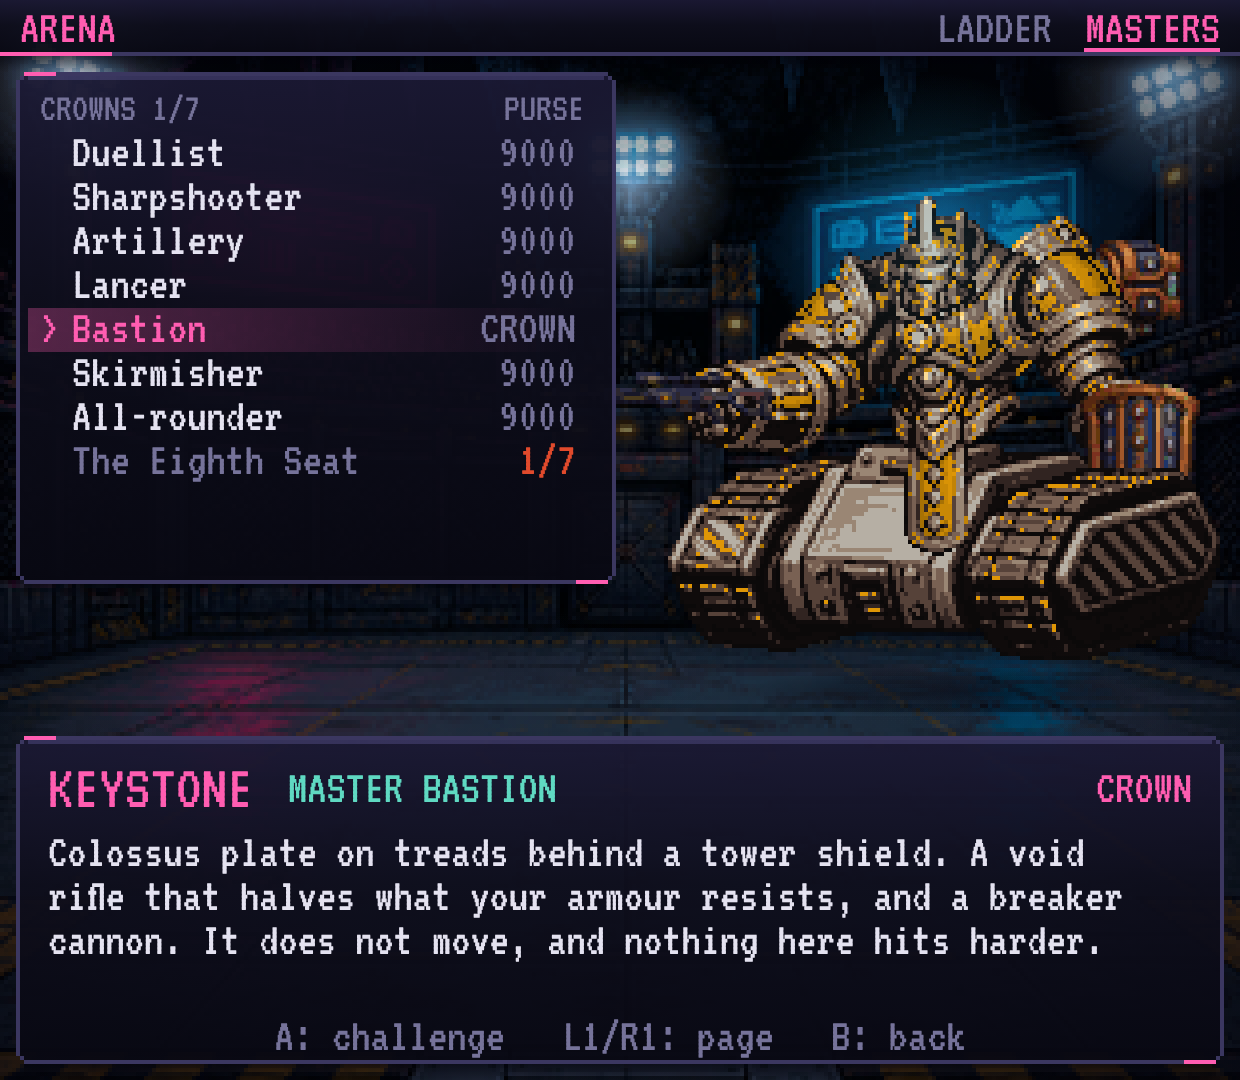 ARENA LADDER MASTERS
CROWNS 1/7 PURSE
Duellist 9000
Sharpshooter 9000
Artillery 9000
Lancer 9000
> Bastion CROWN
Skirmisher 9000
All-rounder 9000
The Eighth Seat 1/7
KEYSTONE MASTER BASTION CROWN
Colossus plate on treads behind a tower shield. A void
rifle that halves what your armour resists, and a breaker
cannon. It does not move, and nothing here hits harder.
A: challenge L1/R1: page B: back